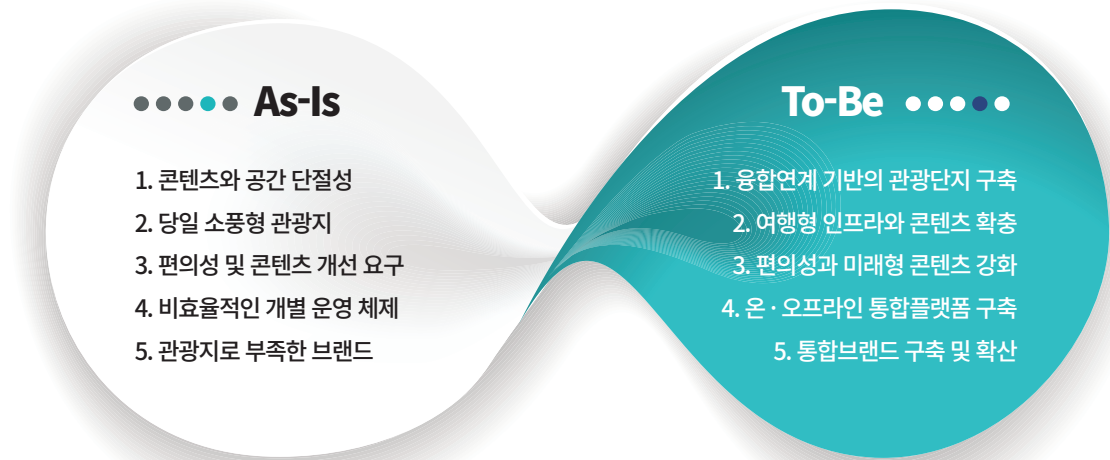 As-Is
1. 콘텐츠와 공간 단절성
2. 당일 소풍형 관광지
3. 편의성 및 콘텐츠 개선 요구
4. 비효율적인 개별 운영 체제
5. 관광지로 부족한 브랜드
To-Be
1. 융합연계 기반의 관광단지 구축
2. 여행형 인프라와 콘텐츠 확충
3. 편의성과 미래형 콘텐츠 강화
4. 온·오프라인 통합플랫폼 구축
5. 통합브랜드 구축 및 확산